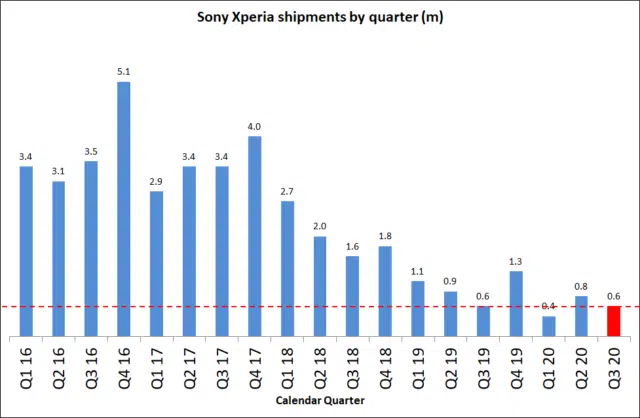 Sony Xperia shipments by quarter (m)
3.4
3.1
3.5
5.1
2.9
3.4
3.4
4.0
2.7
2.0
1.6
1.8
1.1
0.9
0.6
1.3
0.4
0.8
0.6
Q1 16
Q2 16
Q3 16
Q4 16
Q1 17
Q2 17
Q3 17
Q4 17
Q1 18
Q2 18
Q3 18
Q4 18
Q1 19
Q2 19
Q3 19
Q4 19
Q1 20
Q2 20
Q3 20
Calendar Quarter